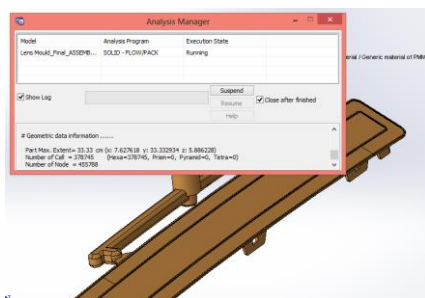 Analysis Manager
Model Analysis Program Execution State
Lens Mould_Final_ASSEMB... SOLID - FLOW/PACK Running
erial / Generic material of PMM
Suspend
Show Log Resume Close after finished
Help
# Geometric data information ......
Part Max. Extent= 33.33 cm (x: 7.627618 y: 33.332934 z: 5.886228)
Number of Cell = 378745 (Hexa=378745, Prism=0, Pyramid=0, Tetra=0)
Number of Node = 455788